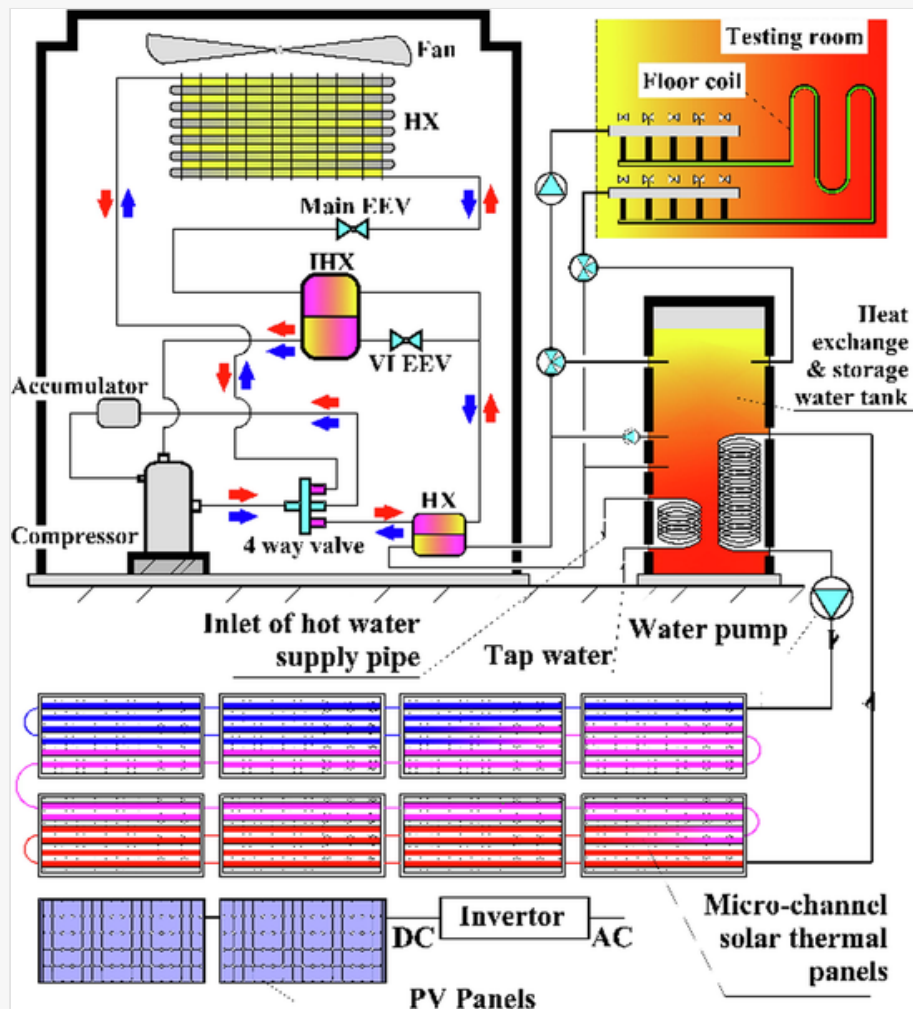 Fan
Testing room
Floor coil
HX
Main EEV
IHX
VI EEV
Heat
exchange
& storage
water tank
Accumulator
HX
Compressor
4 way valve
Inlet of hot water
supply pipe
Tap water
Water pump
DC
Invertor
AC
Micro-channel
solar thermal
panels
PV Panels